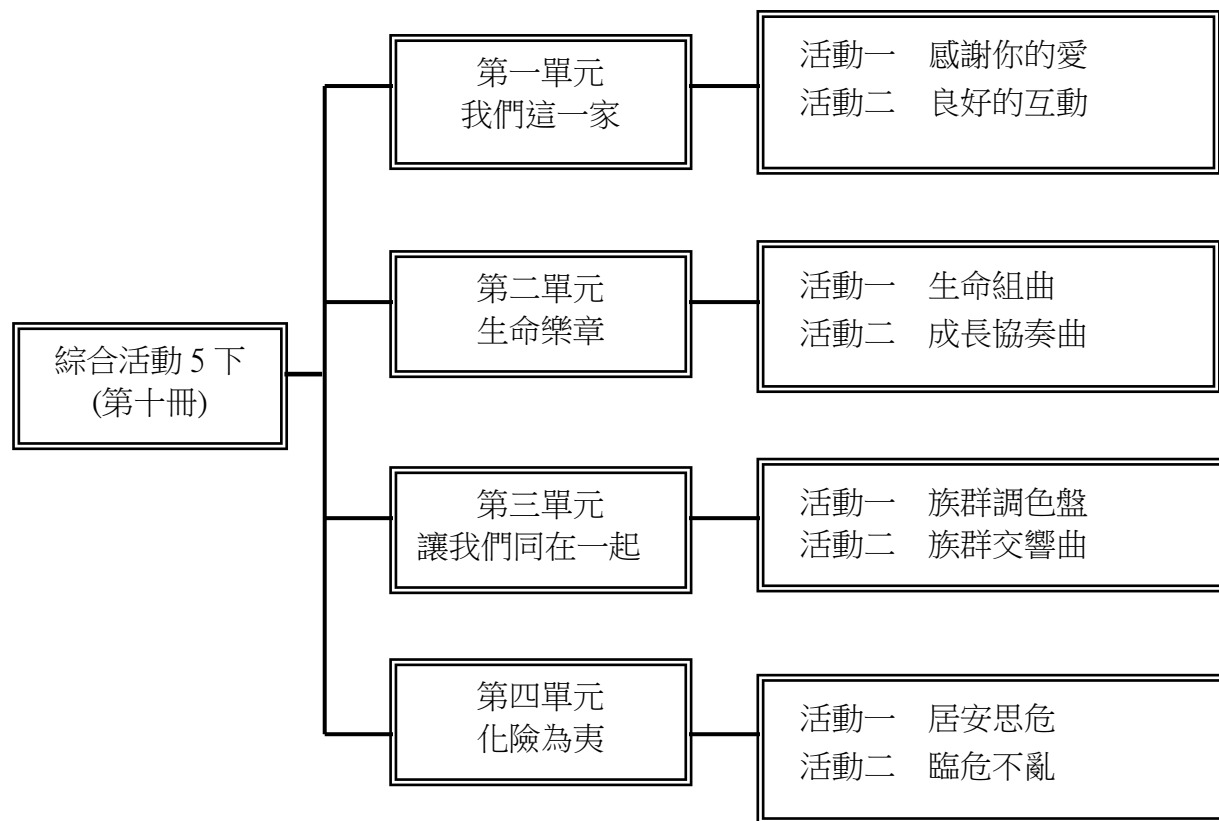 綜合活動 5 下
(第十冊)
第一單元
我們這一家
活動一　感謝你的愛
活動二　良好的互動
第二單元
生命樂章
活動一　生命組曲
活動二　成長協奏曲
第三單元
讓我們同在一起
活動一　族群調色盤
活動二　族群交響曲
第四單元
化險為夷
活動一　居安思危
活動二　臨危不亂